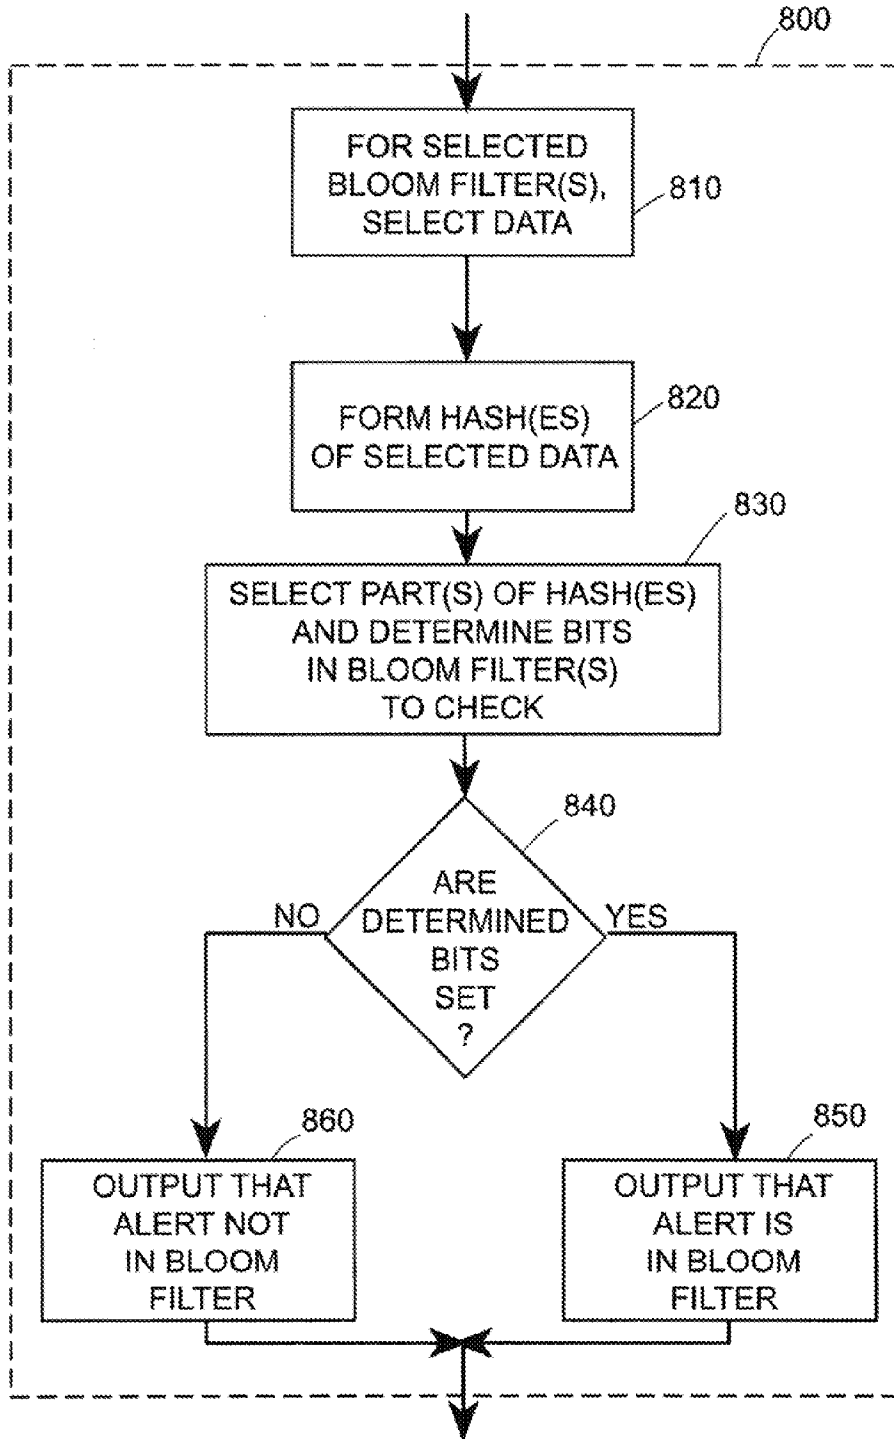 800
FOR SELECTED
BLOOM FILTER(S),
SELECT DATA
810
FORM HASH(ES)
OF SELECTED DATA
820
830
SELECT PART(S) OF HASH(ES)
AND DETERMINE BITS
IN BLOOM FILTER(S)
TO CHECK
840
ARE
DETERMINED
BITS
SET
?
NO
YES
860
OUTPUT THAT
ALERT NOT
IN BLOOM
FILTER
850
OUTPUT THAT
ALERT IS
IN BLOOM
FILTER